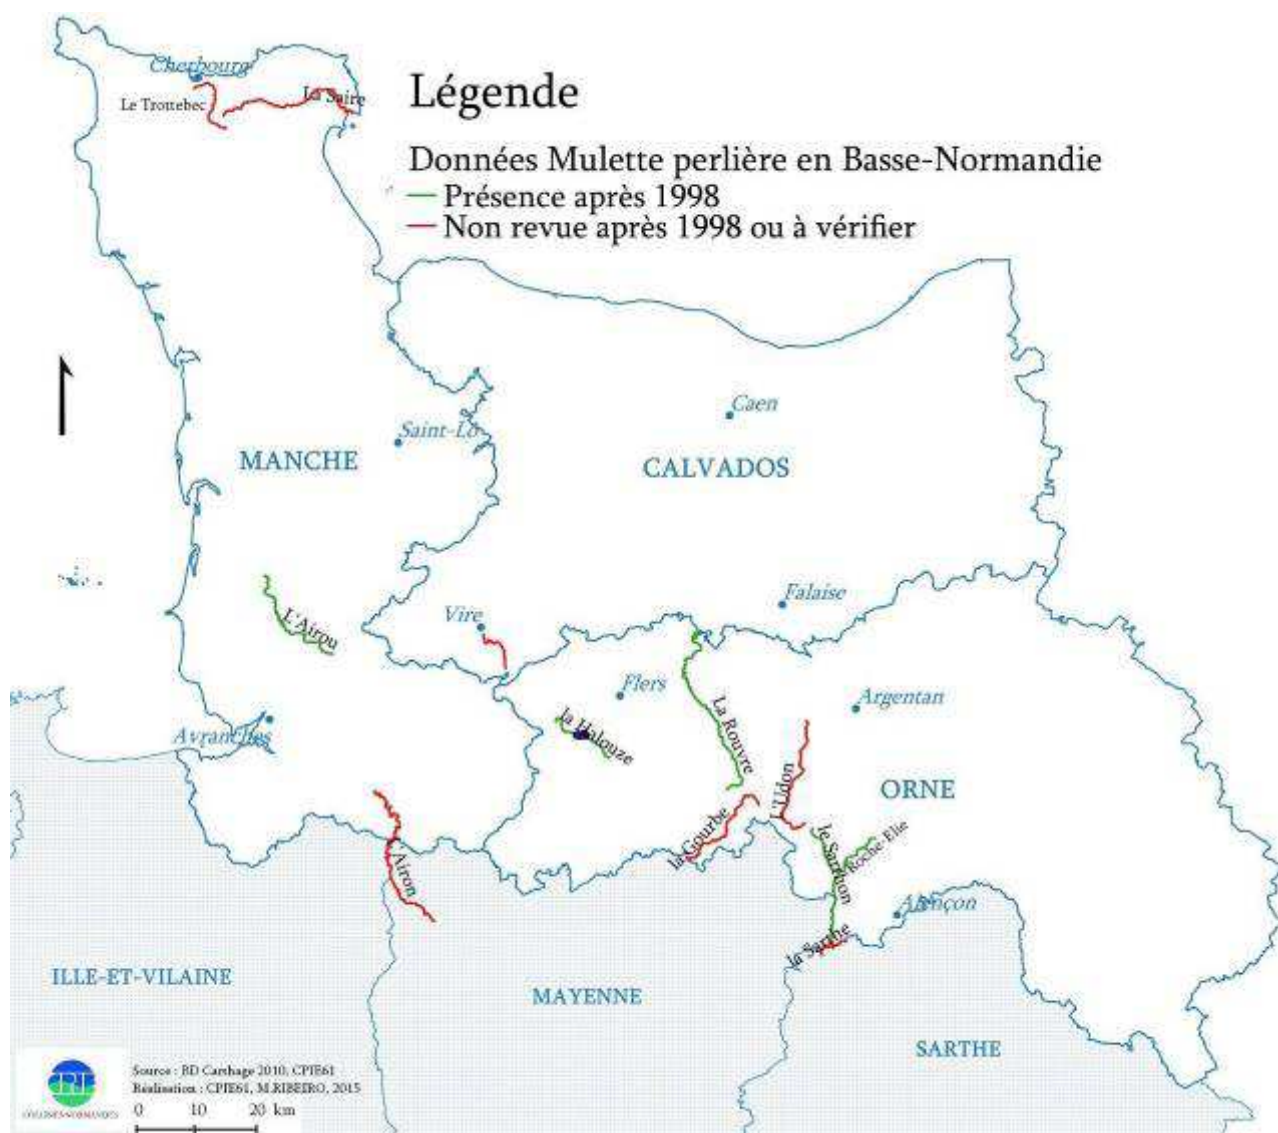 Cherbourg
Le Trottebec
La Saire
Légende
Données Mulette perlière en Basse-Normandie
Présence après 1998
Non revue après 1998 ou à vérifier
Caen
Saint-Lô
MANCHE
CALVADOS
Falaise
Vire
L'Airou
Flers
Argentan
Avranches
la Halouze
La Rouvre
L'Udon
ORNE
la Gourbe
le Sarthon
Roche-Elie
L'Airon
Alençon
la Sarthe
ILLE-ET-VILAINE
MAYENNE
SARTHE
Source : BD Carthage 2010, CPIE61
Réalisation : CPIE61, M.RIBEIRO, 2015
0 10 20 km
CPIE
COLLINES NORMANDES